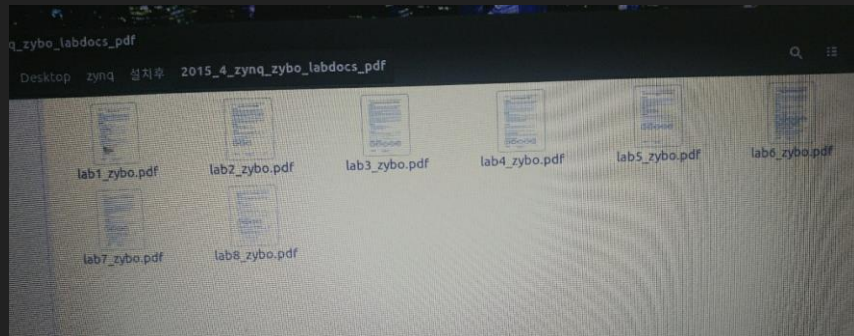 q_zybo_labdocs_pdf
Desktop zynq 설치후 2015_4_zynq_zybo_labdocs_pdf
lab1_zybo.pdf lab2_zybo.pdf lab3_zybo.pdf lab4_zybo.pdf lab5_zybo.pdf lab6_zybo.pdf
lab7_zybo.pdf lab8_zybo.pdf